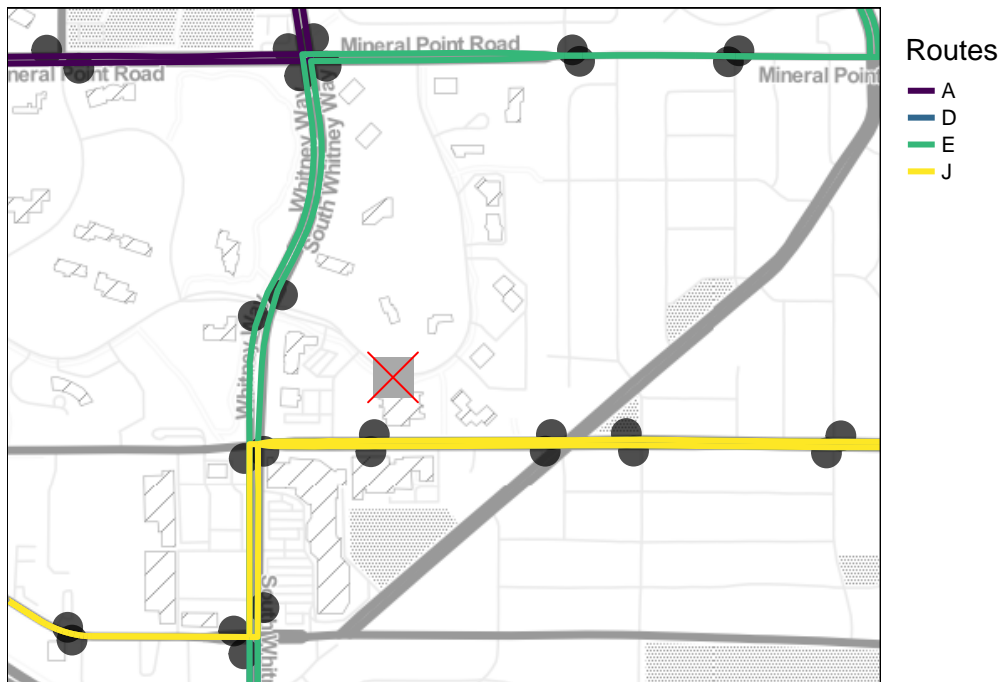 Mineral Point Road
neral Point Road
Mineral Point
Whitney Way
South Whitney Way
Whitney Way
South Whit
Routes
A
D
E
J